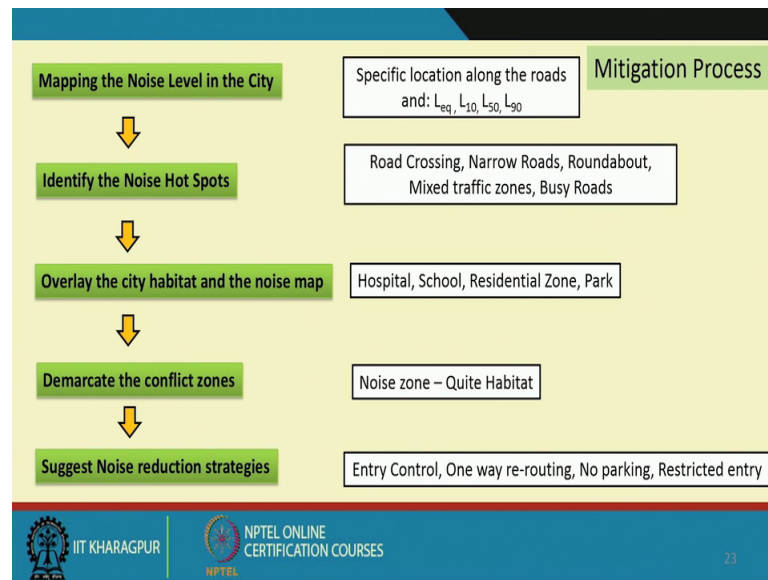 Mitigation Process
Mapping the Noise Level in the City
Specific location along the roads
and: Leq , L10, L50, L90
Identify the Noise Hot Spots
Road Crossing, Narrow Roads, Roundabout,
Mixed traffic zones, Busy Roads
Overlay the city habitat and the noise map
Hospital, School, Residential Zone, Park
Demarcate the conflict zones
Noise zone – Quite Habitat
Suggest Noise reduction strategies
Entry Control, One way re-routing, No parking, Restricted entry
IIT KHARAGPUR
NPTEL
NPTEL ONLINE
CERTIFICATION COURSES
23